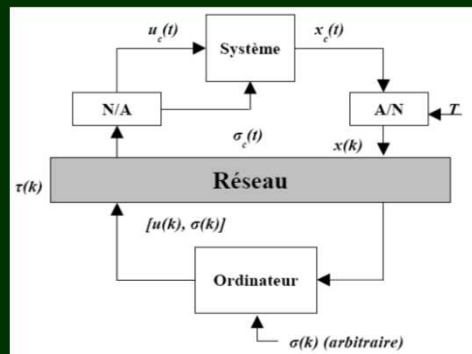 u_c(t)
x_c(t)
Système
N/A
A/N
T
σ_c(t)
x(k)
τ(k)
Réseau
[u(k), σ(k)]
Ordinateur
σ(k) (arbitraire)